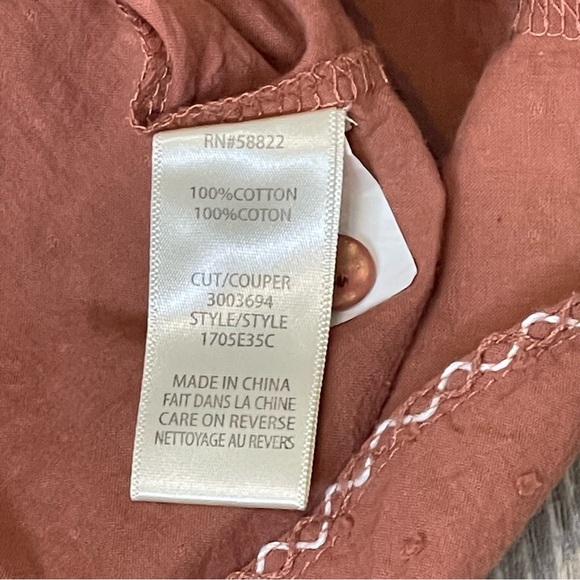 RN#58822
100%COTTON
100%COTON
CUT/COUPER
3003694
STYLE/STYLE
1705E35C
MADE IN CHINA
FAIT DANS LA CHINE
CARE ON REVERSE
NETTOYAGE AU REVERS